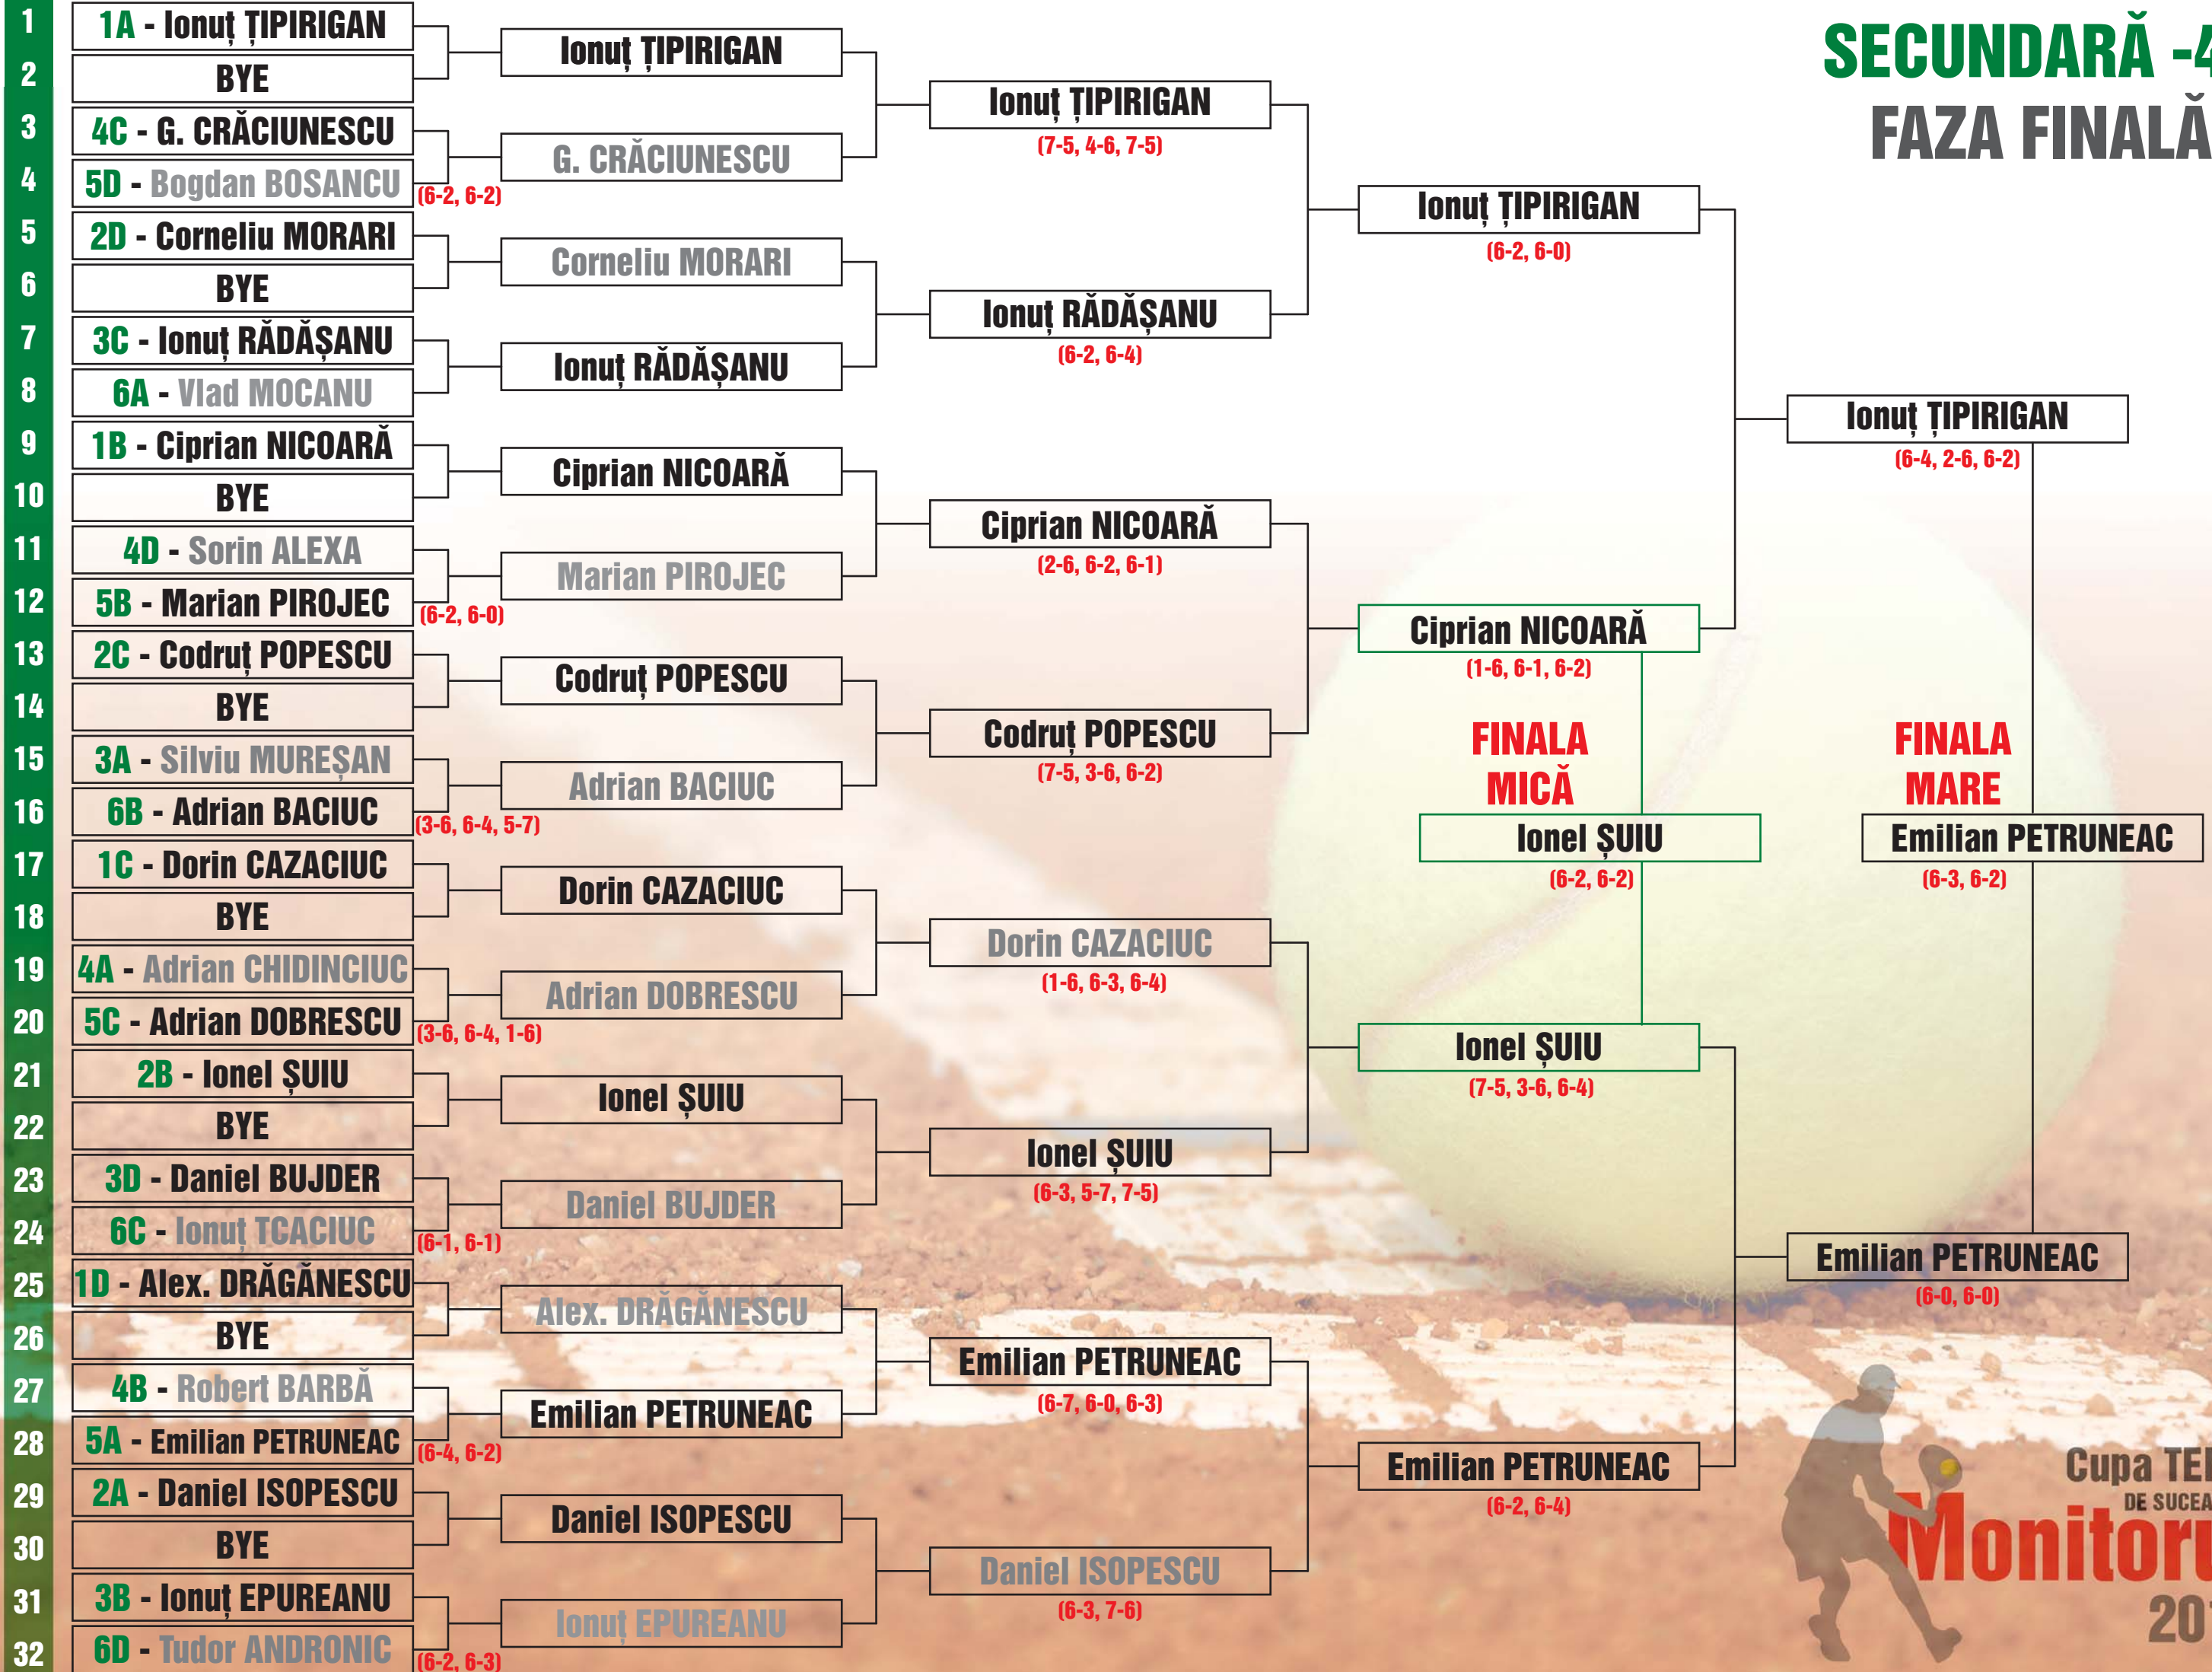 SECUNDARĂ -4
FAZA FINALĂ
1
1A - Ionuț ȚIPIRIGAN
2
BYE
3
4C - G. CRĂCIUNESCU
4
5D - Bogdan BOSANCU
(6-2, 6-2)
5
2D - Corneliu MORARI
6
BYE
7
3C - Ionuț RĂDĂȘANU
8
6A - Vlad MOCANU
9
1B - Ciprian NICOARĂ
10
BYE
11
4D - Sorin ALEXA
12
5B - Marian PIROJEC
(6-2, 6-0)
13
2C - Codruț POPESCU
14
BYE
15
3A - Silviu MUREȘAN
16
6B - Adrian BACIUC
(3-6, 6-4, 5-7)
17
1C - Dorin CAZACIUC
18
BYE
19
4A - Adrian CHIDINCIUC
20
5C - Adrian DOBRESCU
(3-6, 6-4, 1-6)
21
2B - Ionel ȘUIU
22
BYE
23
3D - Daniel BUJDER
24
6C - Ionuț TCACIUC
(6-1, 6-1)
25
1D - Alex. DRĂGĂNESCU
26
BYE
27
4B - Robert BARBĂ
28
5A - Emilian PETRUNEAC
(6-4, 6-2)
29
2A - Daniel ISOPESCU
30
BYE
31
3B - Ionuț EPUREANU
32
6D - Tudor ANDRONIC
(6-2, 6-3)
Ionuț ȚIPIRIGAN
G. CRĂCIUNESCU
Corneliu MORARI
Ionuț RĂDĂȘANU
Ciprian NICOARĂ
Marian PIROJEC
Codruț POPESCU
Adrian BACIUC
Dorin CAZACIUC
Adrian DOBRESCU
Ionel ȘUIU
Daniel BUJDER
Alex. DRĂGĂNESCU
Emilian PETRUNEAC
Daniel ISOPESCU
Ionuț EPUREANU
Ionuț ȚIPIRIGAN
(7-5, 4-6, 7-5)
Ionuț RĂDĂȘANU
(6-2, 6-4)
Ciprian NICOARĂ
(2-6, 6-2, 6-1)
Codruț POPESCU
(7-5, 3-6, 6-2)
Dorin CAZACIUC
(1-6, 6-3, 6-4)
Ionel ȘUIU
(6-3, 5-7, 7-5)
Emilian PETRUNEAC
(6-7, 6-0, 6-3)
Daniel ISOPESCU
(6-3, 7-6)
Ionuț ȚIPIRIGAN
(6-2, 6-0)
Ciprian NICOARĂ
(1-6, 6-1, 6-2)
FINALA
MICĂ
Ionel ȘUIU
(6-2, 6-2)
Ionel ȘUIU
(7-5, 3-6, 6-4)
Emilian PETRUNEAC
(6-2, 6-4)
Ionuț ȚIPIRIGAN
(6-4, 2-6, 6-2)
FINALA
MARE
Emilian PETRUNEAC
(6-3, 6-2)
Emilian PETRUNEAC
(6-0, 6-0)
Cupa
DE